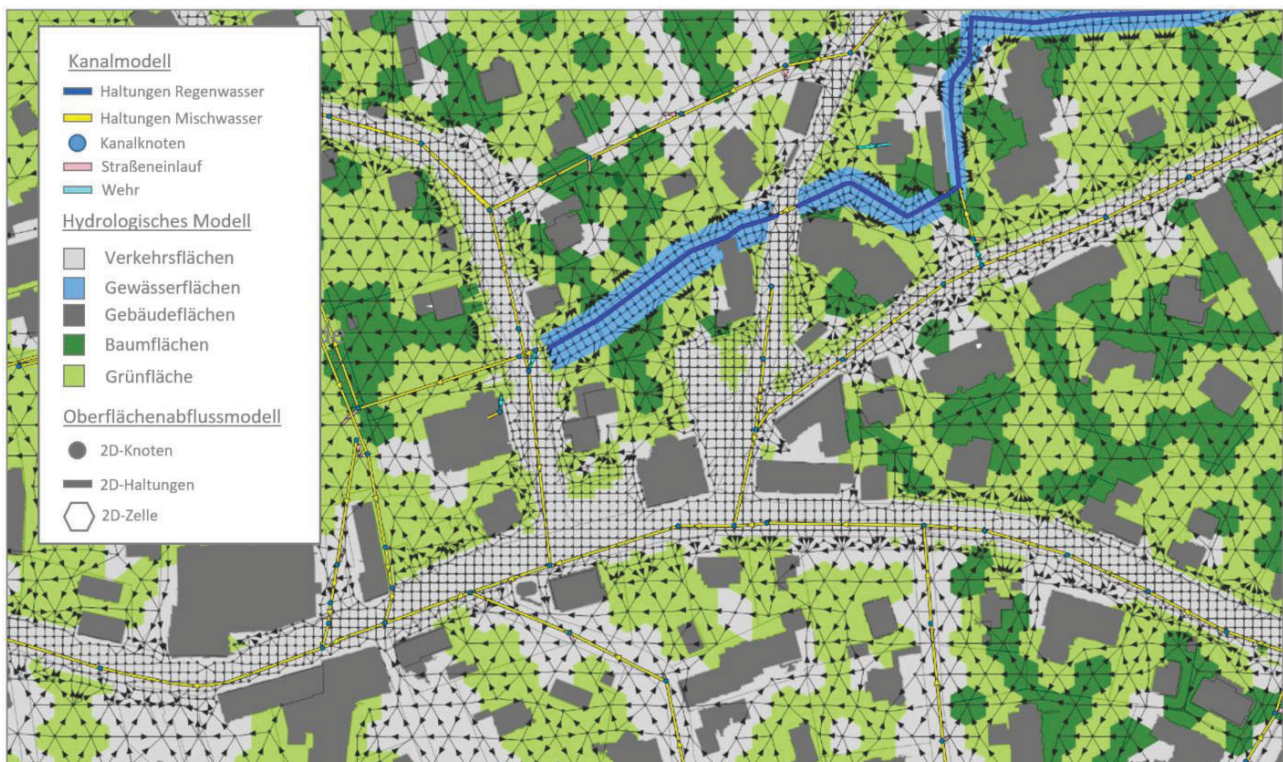 Kanalmodell
Haltungen Regenwasser
Haltungen Mischwasser
Kanalknoten
Straßeneinlauf
Wehr
Hydrologisches Modell
Verkehrsflächen
Gewässerflächen
Gebäudeflächen
Baumflächen
Grünfläche
Oberflächenabflussmodell
2D-Knoten
2D-Haltungen
2D-Zelle